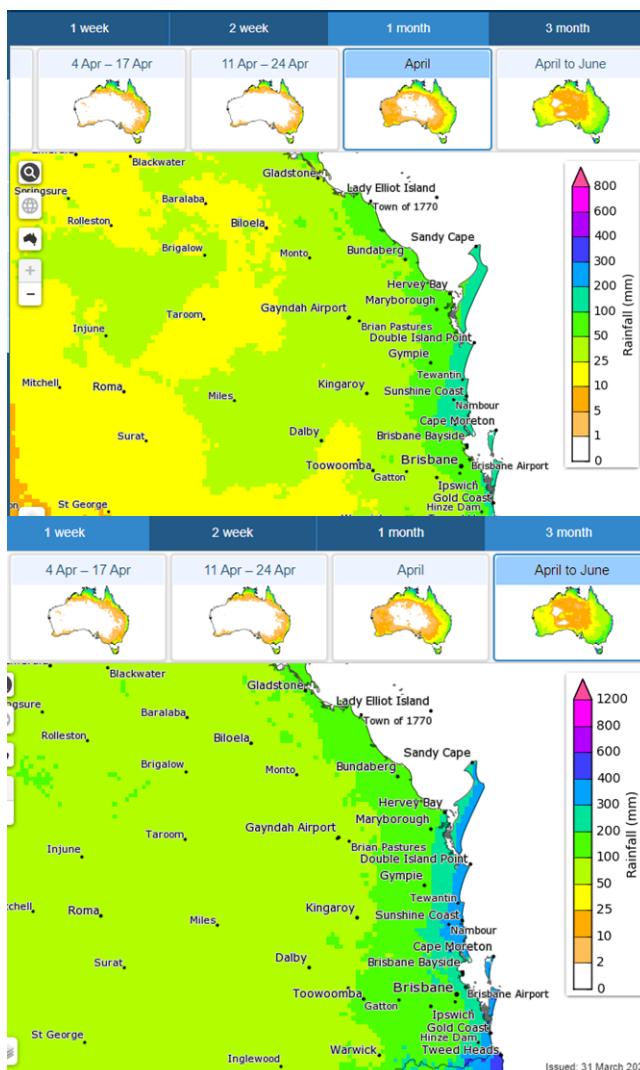 1 week 2 week 1 month 3 month
4 Apr – 17 Apr 11 Apr – 24 Apr April April to June
Blackwater
Gladstone
Springsure
Lady Elliot Island
Baralaba
Town of 1770
Rolleston
Biloela
Sandy Cape
Brigalow
Monto
Bundaberg
Hervey Bay
Taroom
Gayndah Airport
Maryborough
Injune
Brian Pastures
Double Island Point
Gympie
Mitchell
Roma
Kingaroy
Tewantin
Miles
Sunshine Coast
Nambour
Surat
Dalby
Cape Moreton
Brisbane Bayside
Toowoomba
Brisbane
Brisbane Airport
Gatton
Ipswich
St George
Gold Coast
Hinze Dam
800
600
400
300
200
100
50
25
10
5
1
0
Rainfall (mm)
1 week 2 week 1 month 3 month
4 Apr – 17 Apr 11 Apr – 24 Apr April April to June
Blackwater
Gladstone
ngsure
Lady Elliot Island
Baralaba
Town of 1770
Rolleston
Biloela
Sandy Cape
Brigalow
Monto
Bundaberg
Hervey Bay
Taroom
Gayndah Airport
Maryborough
Injune
Brian Pastures
Double Island Point
Gympie
tchell
Roma
Kingaroy
Tewantin
Miles
Sunshine Coast
Nambour
Surat
Dalby
Cape Moreton
Brisbane Bayside
Toowoomba
Brisbane
Brisbane Airport
Gatton
Ipswich
St George
Gold Coast
Hinze Dam
Inglewood
Warwick
Tweed Heads
1200
800
600
400
300
200
100
50
25
10
2
0
Rainfall (mm)
Issued: 31 March 20